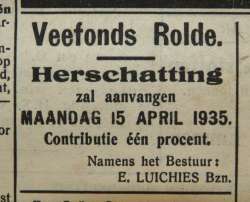 Veefonds Rolde.
Herschatting
zal aanvangen
MAANDAG 15 APRIL 1935.
Contributie één procent.
Namens het Bestuur:
E. LUICHIES Bzn.